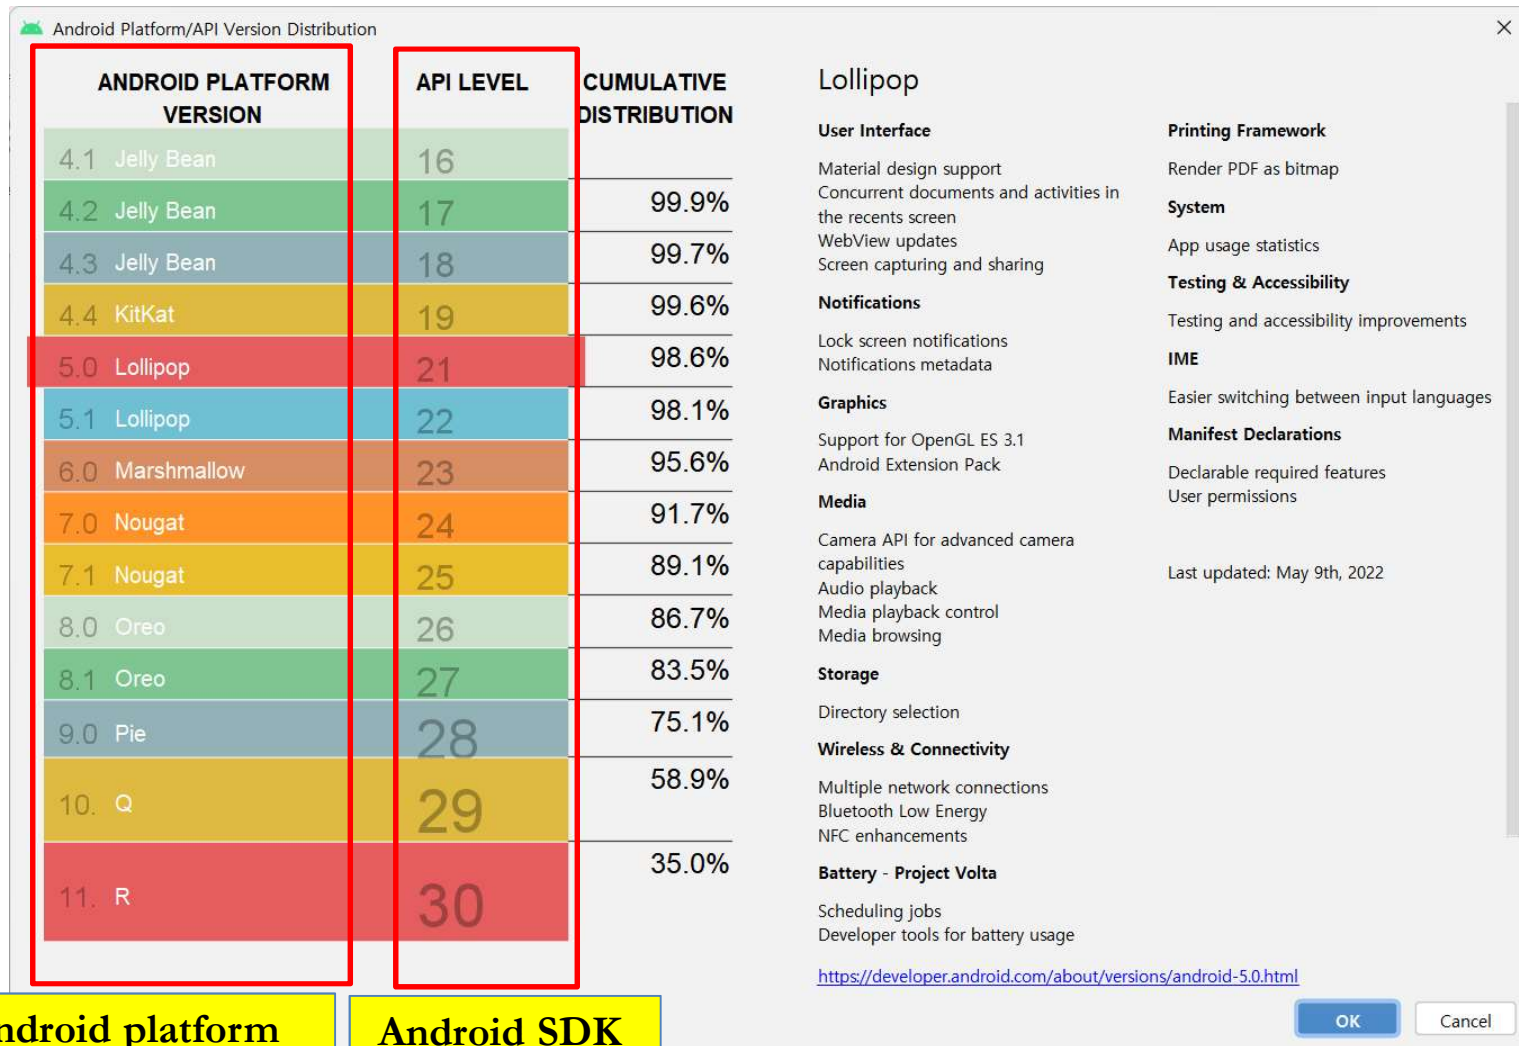 Android Platform/API Version Distribution
ANDROID PLATFORM
VERSION
API LEVEL
CUMULATIVE
DISTRIBUTION
4.1 Jelly Bean 16
4.2 Jelly Bean 17 99.9%
4.3 Jelly Bean 18 99.7%
4.4 KitKat 19 99.6%
5.0 Lollipop 21 98.6%
5.1 Lollipop 22 98.1%
6.0 Marshmallow 23 95.6%
7.0 Nougat 24 91.7%
7.1 Nougat 25 89.1%
8.0 Oreo 26 86.7%
8.1 Oreo 27 83.5%
9.0 Pie 28 75.1%
10. Q 29 58.9%
11. R 30 35.0%
Lollipop
User Interface
Material design support
Concurrent documents and activities in
the recents screen
WebView updates
Screen capturing and sharing
Notifications
Lock screen notifications
Notifications metadata
Graphics
Support for OpenGL ES 3.1
Android Extension Pack
Media
Camera API for advanced camera
capabilities
Audio playback
Media playback control
Media browsing
Storage
Directory selection
Wireless & Connectivity
Multiple network connections
Bluetooth Low Energy
NFC enhancements
Battery - Project Volta
Scheduling jobs
Developer tools for battery usage
https://developer.android.com/about/versions/android-5.0.html
Printing Framework
Render PDF as bitmap
System
App usage statistics
Testing & Accessibility
Testing and accessibility improvements
IME
Easier switching between input languages
Manifest Declarations
Declarable required features
User permissions
Last updated: May 9th, 2022
OK
Cancel
ndroid platform
Android SDK